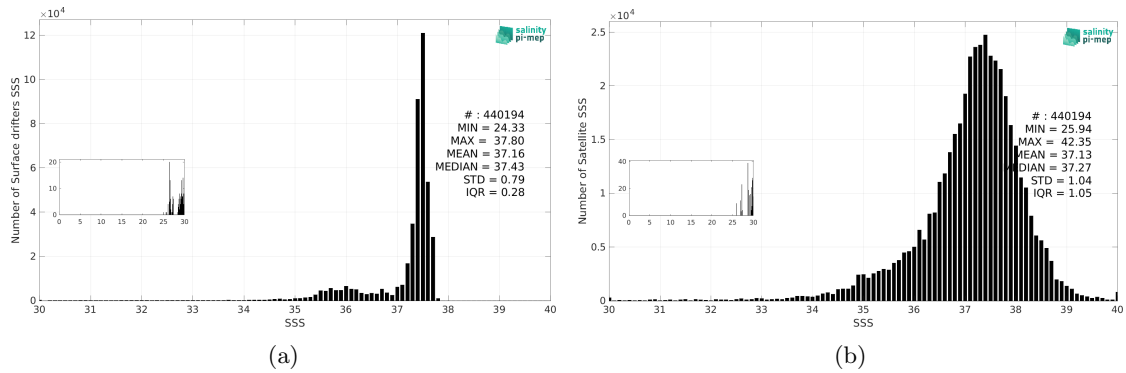 ×10⁴
salinity
pi-mep
12
10
8
6
4
2
0
Number of Surface drifters SSS
# : 440194
MIN = 24.33
MAX = 37.80
MEAN = 37.16
MEDIAN = 37.43
STD = 0.79
IQR = 0.28
20
10
0
0 5 10 15 20 25 30
30 31 32 33 34 35 36 37 38 39 40
SSS
(a)
×10⁴
salinity
pi-mep
2.5
2
1.5
1
0.5
0
Number of Satellite SSS
# : 440194
MIN = 25.94
MAX = 42.35
MEAN = 37.13
MEDIAN = 37.27
STD = 1.04
IQR = 1.05
40
20
0
0 5 10 15 20 25 30
30 31 32 33 34 35 36 37 38 39 40
SSS
(b)